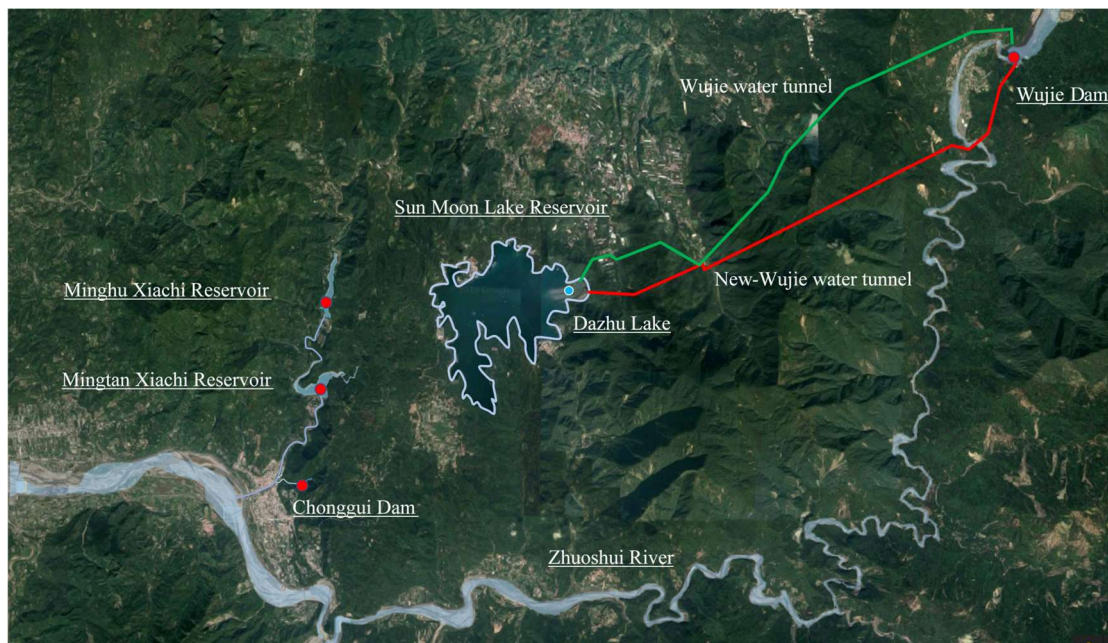 Wujie water tunnel
Wujie Dam
Sun Moon Lake Reservoir
New-Wujie water tunnel
Minghu Xiachi Reservoir
Dazhu Lake
Mingtan Xiachi Reservoir
Chonggui Dam
Zhuoshui River